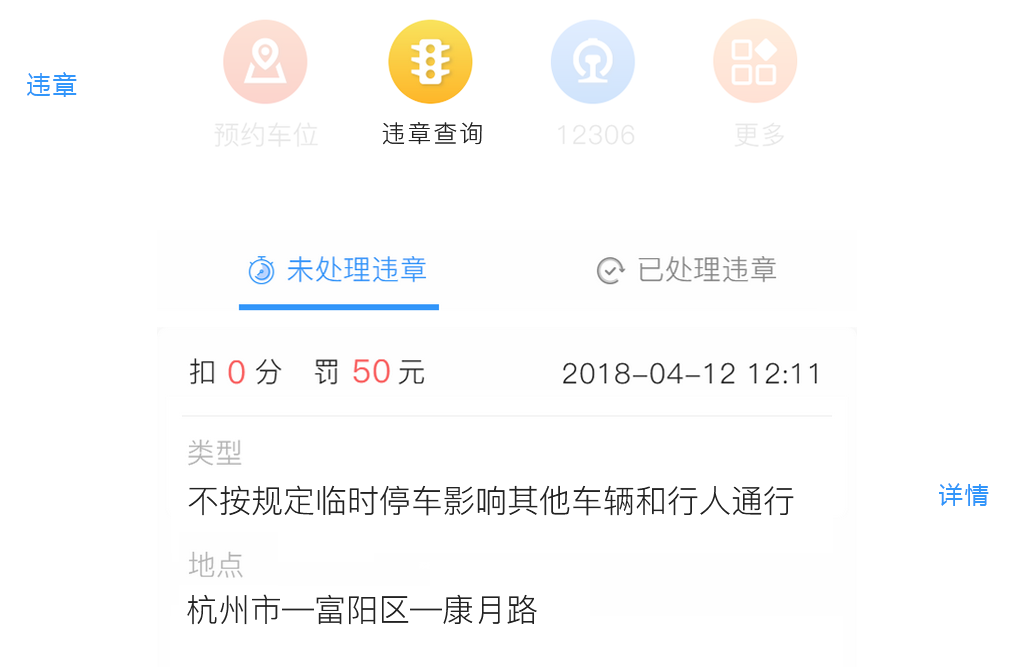 违章
预约车位 违章查询 12306 更多
未处理违章 已处理违章
扣 0 分 罚 50 元 2018-04-12 12:11
类型
不按规定临时停车影响其他车辆和行人通行
详情
地点
杭州市—富阳区—康月路